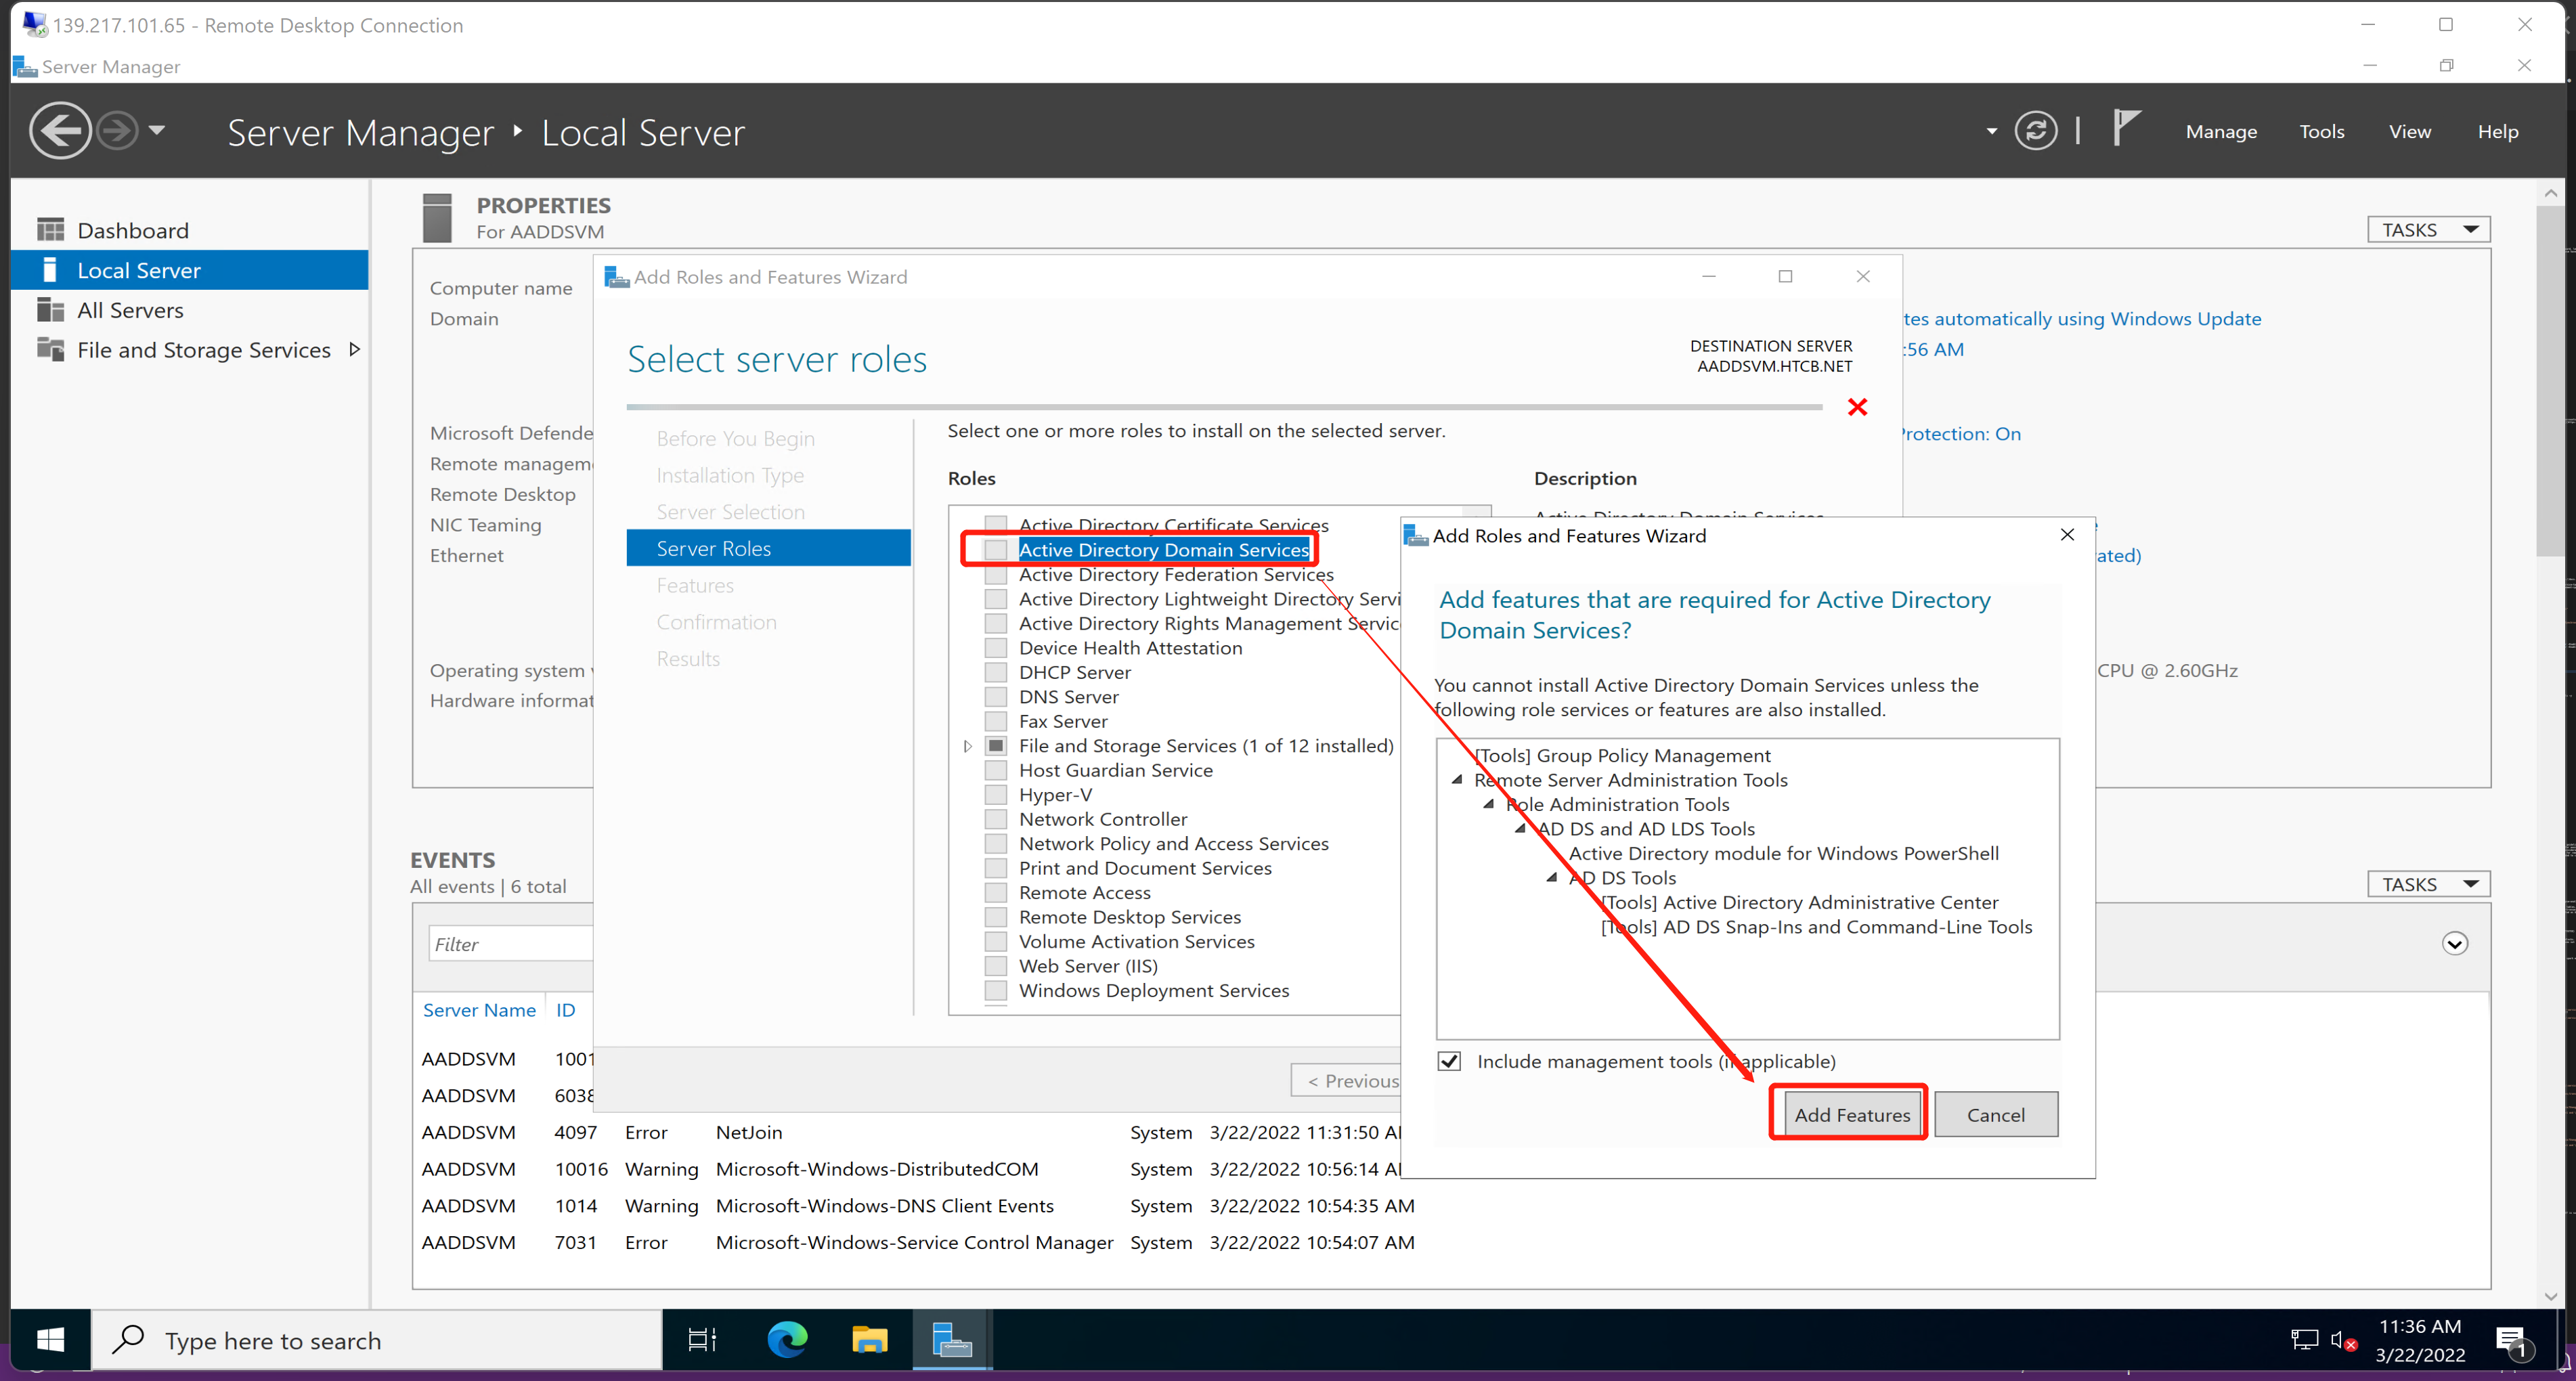 139.217.101.65 - Remote Desktop Connection
Server Manager
Server Manager
Local Server
Manage
Tools
View
Help
Dashboard
Local Server
All Servers
File and Storage Services
PROPERTIES
For AADDSVM
TASKS
Computer name
Domain
Microsoft Defende
Remote managem
Remote Desktop
NIC Teaming
Ethernet
Operating system
Hardware informat
tes automatically using Windows Update
:56 AM
Protection: On
ated)
CPU @ 2.60GHz
Add Roles and Features Wizard
Select server roles
DESTINATION SERVER
AADDSVM.HTCB.NET
Before You Begin
Installation Type
Server Selection
Server Roles
Features
Confirmation
Results
Select one or more roles to install on the selected server.
Roles
Description
Active Directory Certificate Services
Active Directory Domain Services
Active Directory Federation Services
Active Directory Lightweight Directory Servi
Active Directory Rights Management Servic
Device Health Attestation
DHCP Server
DNS Server
Fax Server
File and Storage Services (1 of 12 installed)
Host Guardian Service
Hyper-V
Network Controller
Network Policy and Access Services
Print and Document Services
Remote Access
Remote Desktop Services
Volume Activation Services
Web Server (IIS)
Windows Deployment Services
Active Directory Domain Services
< Previous
Add Roles and Features Wizard
Add features that are required for Active Directory
Domain Services?
You cannot install Active Directory Domain Services unless the
following role services or features are also installed.
[Tools] Group Policy Management
Remote Server Administration Tools
Role Administration Tools
AD DS and AD LDS Tools
Active Directory module for Windows PowerShell
AD DS Tools
[Tools] Active Directory Administrative Center
[Tools] AD DS Snap-Ins and Command-Line Tools
Include management tools (if applicable)
Add Features
Cancel
EVENTS
All events | 6 total
TASKS
Filter
Server Name ID
AADDSVM 1001
AADDSVM 6038
AADDSVM 4097 Error NetJoin System 3/22/2022 11:31:50 A
AADDSVM 10016 Warning Microsoft-Windows-DistributedCOM System 3/22/2022 10:56:14 A
AADDSVM 1014 Warning Microsoft-Windows-DNS Client Events System 3/22/2022 10:54:35 AM
AADDSVM 7031 Error Microsoft-Windows-Service Control Manager System 3/22/2022 10:54:07 AM
Type here to search
11:36 AM
3/22/2022
1